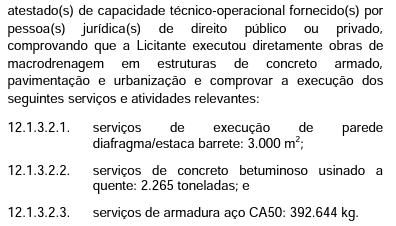 atestado(s) de capacidade técnico-operacional fornecido(s) por
pessoa(s) jurídica(s) de direito público ou privado,
comprovando que a Licitante executou diretamente obras de
macrodrenagem em estruturas de concreto armado,
pavimentação e urbanização e comprovar a execução dos
seguintes serviços e atividades relevantes:
12.1.3.2.1. serviços de execução de parede
diafragma/estaca barrete: 3.000 m²;
12.1.3.2.2. serviços de concreto betuminoso usinado a
quente: 2.265 toneladas; e
12.1.3.2.3. serviços de armadura aço CA50: 392.644 kg.